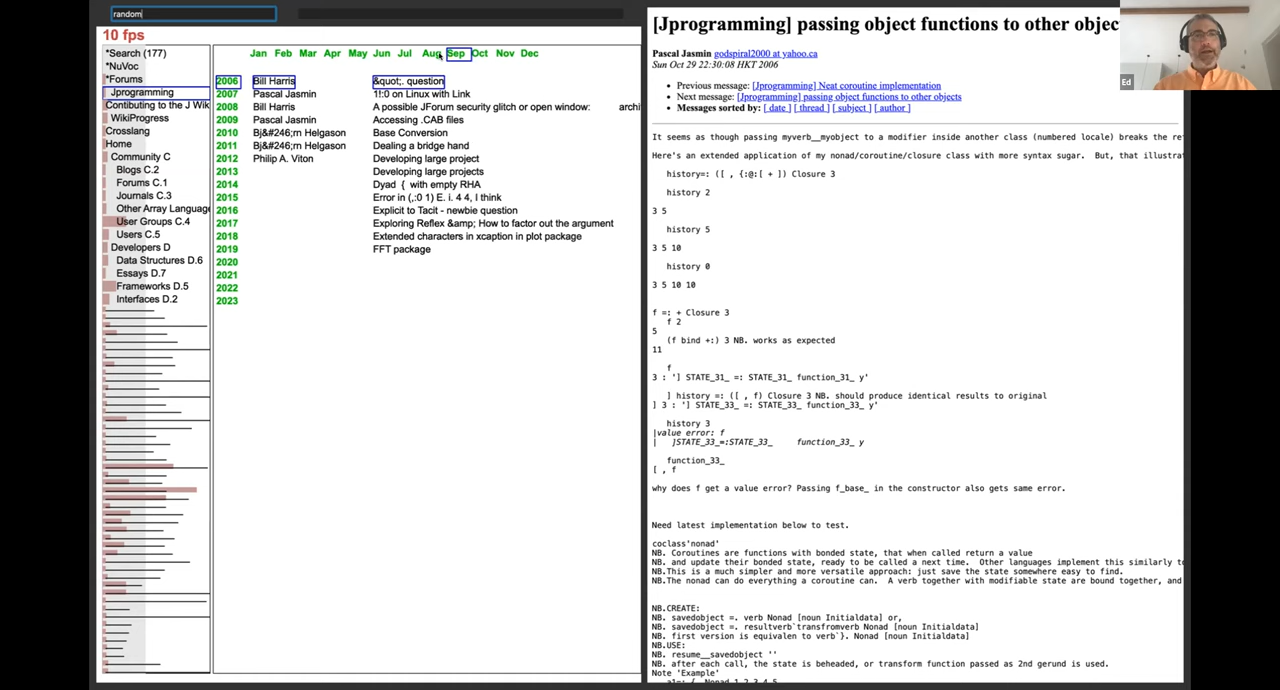 random
10 fps
*Search (177)
*NuVoc
*Forums
Jprogramming
Contibuting to the J Wik
WikiProgress
Crosslang
Home
Community C
Blogs C.2
Forums C.1
Journals C.3
Other Array Language
User Groups C.4
Users C.5
Developers D
Data Structures D.6
Essays D.7
Frameworks D.5
Interfaces D.2
Jan Feb Mar Apr May Jun Jul Aug Sep Oct Nov Dec
2006 Bill Harris &quot;. question
2007 Pascal Jasmin 1!:0 on Linux with Link
2008 Bill Harris A possible JForum security glitch or open window: archi
2009 Pascal Jasmin Accessing .CAB files
2010 Bj&#246;rn Helgason Base Conversion
2011 Bj&#246;rn Helgason Dealing a bridge hand
2012 Philip A. Viton Developing large project
2013 Developing large projects
2014 Dyad { with empty RHA
2015 Error in (,:0 1) E. i. 4 4, I think
2016 Explicit to Tacit - newbie question
2017 Exploring Reflex &amp; How to factor out the argument
2018 Extended characters in xcaption in plot package
2019 FFT package
2020
2021
2022
2023
[Jprogramming] passing object functions to other objec
Pascal Jasmin godspiral2000 at yahoo.ca
Sun Oct 29 22:30:08 HKT 2006
• Previous message: [Jprogramming] Neat coroutine implementation
• Next message: [Jprogramming] passing object functions to other objects
• Messages sorted by: [ date ] [ thread ] [ subject ] [ author ]
It seems as though passing myverb__myobject to a modifier inside another class (numbered locale) breaks the re
Here's an extended application of my nonad/coroutine/closure class with more syntax sugar. But, that illustrat
history=: ([ , {:@:[ + ]) Closure 3
history 2
3 5
history 5
3 5 10
history 0
3 5 10 10
f =: + Closure 3
f 2
5
(f bind +:) 3 NB. works as expected
11
f
3 : '] STATE_31_ =: STATE_31_ function_31_ y'
] history =: ([ , f) Closure 3 NB. should produce identical results to original
] 3 : '] STATE_33_ =: STATE_33_ function_33_ y'
history 3
|value error: f
| ]STATE_33_=:STATE_33_ function_33_ y
function_33_
[ , f
why does f get a value error? Passing f_base_ in the constructor also gets same error.
Need latest implementation below to test.
coclass'nonad'
NB. Coroutines are functions with bonded state, that when called return a value
NB. and update their bonded state, ready to be called a next time. Other languages implement this similarly to
NB.This is a much simpler and more versatile approach: just save the state somewhere easy to find.
NB.The nonad can do everything a coroutine can. A verb together with modifiable state are bound together, and
NB.CREATE:
NB. savedobject =. verb Nonad [noun Initialdata] or,
NB. savedobject =. resultverb`transfromverb Nonad [noun Initialdata]
NB. first version is equivalen to verb`}. Nonad [noun Initialdata]
NB.USE:
NB. resume__savedobject ''
NB. after each call, the state is beheaded, or transform function passed as 2nd gerund is used.
Note 'Example'
Ed